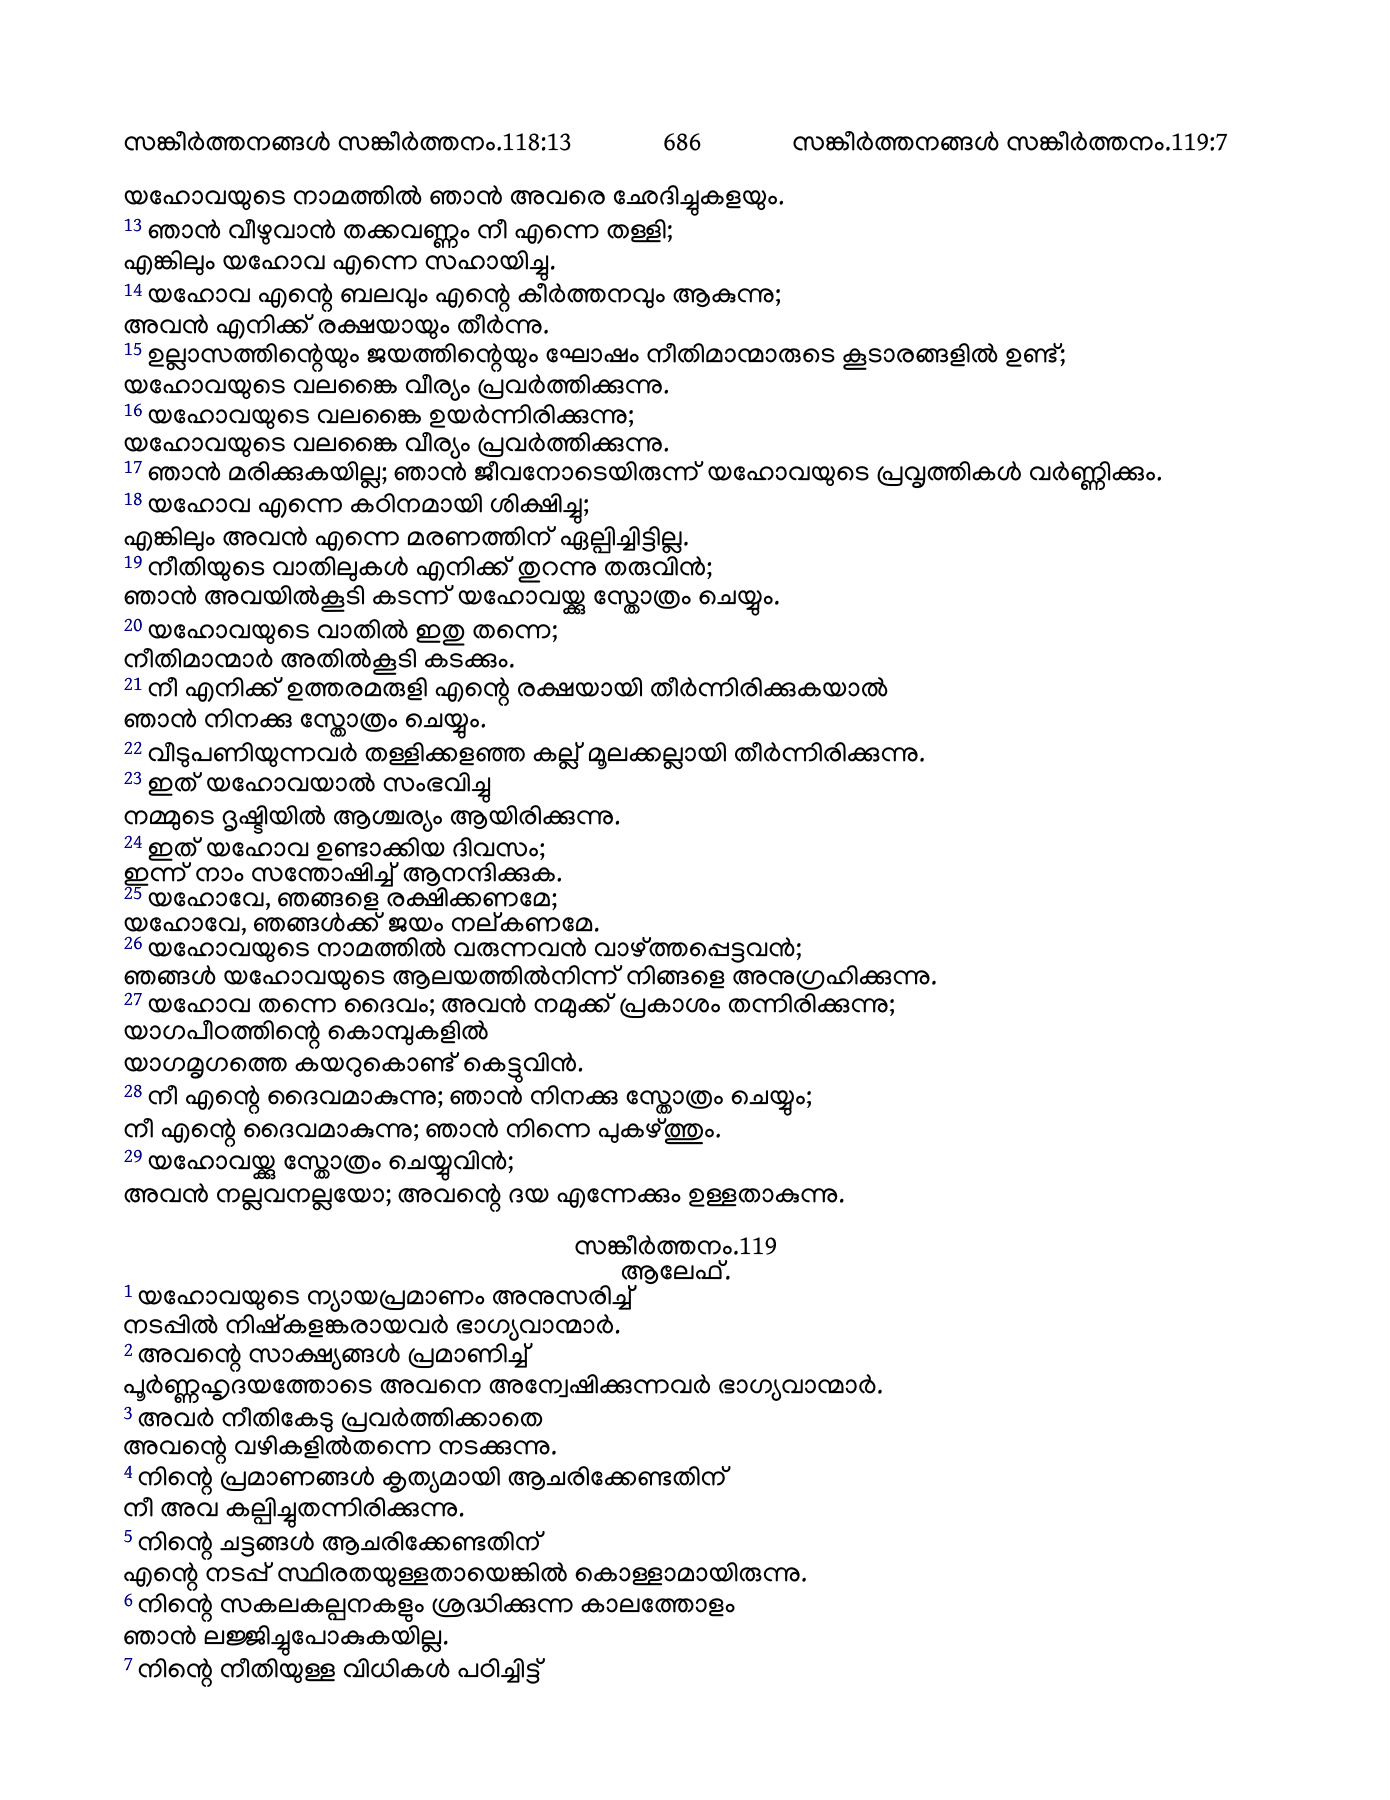 സങ്കീർത്തനങ്ങൾ സങ്കീർത്തനം.118:13 686 സങ്കീർത്തനങ്ങൾ സങ്കീർത്തനം.119:7
യഹോവയുടെ നാമത്തിൽ ഞാൻ അവരെ ഛേദിച്ചുകളയും.
13 ഞാൻ വീഴുവാൻ തക്കവണ്ണം നീ എന്നെ തള്ളി;
എങ്കിലും യഹോവ എന്നെ സഹായിച്ചു.
14 യഹോവ എന്റെ ബലവും എന്റെ കീർത്തനവും ആകുന്നു;
അവൻ എനിക്ക് രക്ഷയായും തീർന്നു.
15 ഉല്ലാസത്തിന്റെയും ജയത്തിന്റെയും ഘോഷം നീതിമാന്മാരുടെ കൂടാരങ്ങളിൽ ഉണ്ട്;
യഹോവയുടെ വലങ്കൈ വീര്യം പ്രവർത്തിക്കുന്നു.
16 യഹോവയുടെ വലങ്കൈ ഉയർന്നിരിക്കുന്നു;
യഹോവയുടെ വലങ്കൈ വീര്യം പ്രവർത്തിക്കുന്നു.
17 ഞാൻ മരിക്കുകയില്ല; ഞാൻ ജീവനോടെയിരുന്ന് യഹോവയുടെ പ്രവൃത്തികൾ വർണ്ണിക്കും.
18 യഹോവ എന്നെ കഠിനമായി ശിക്ഷിച്ചു;
എങ്കിലും അവൻ എന്നെ മരണത്തിന് ഏല്പിച്ചിട്ടില്ല.
19 നീതിയുടെ വാതിലുകൾ എനിക്ക് തുറന്നു തരുവിൻ;
ഞാൻ അവയിൽകൂടി കടന്ന് യഹോവയ്ക്കു സ്തോത്രം ചെയ്യും.
20 യഹോവയുടെ വാതിൽ ഇതു തന്നെ;
നീതിമാന്മാർ അതിൽകൂടി കടക്കും.
21 നീ എനിക്ക് ഉത്തരമരുളി എന്റെ രക്ഷയായി തീർന്നിരിക്കുകയാൽ
ഞാൻ നിനക്കു സ്തോത്രം ചെയ്യും.
22 വീടുപണിയുന്നവർ തള്ളിക്കളഞ്ഞ കല്ല് മൂലക്കല്ലായി തീർന്നിരിക്കുന്നു.
23 ഇത് യഹോവയാൽ സംഭവിച്ചു
നമ്മുടെ ദൃഷ്ടിയിൽ ആശ്ചര്യം ആയിരിക്കുന്നു.
24 ഇത് യഹോവ ഉണ്ടാക്കിയ ദിവസം;
ഇന്ന് നാം സന്തോഷിച്ച് ആനന്ദിക്കുക.
25 യഹോവേ, ഞങ്ങളെ രക്ഷിക്കണമേ;
യഹോവേ, ഞങ്ങൾക്ക് ജയം നല്കണമേ.
26 യഹോവയുടെ നാമത്തിൽ വരുന്നവൻ വാഴ്ത്തപ്പെട്ടവൻ;
ഞങ്ങൾ യഹോവയുടെ ആലയത്തിൽനിന്ന് നിങ്ങളെ അനുഗ്രഹിക്കുന്നു.
27 യഹോവ തന്നെ ദൈവം; അവൻ നമുക്ക് പ്രകാശം തന്നിരിക്കുന്നു;
യാഗപീഠത്തിന്റെ കൊമ്പുകളിൽ
യാഗമൃഗത്തെ കയറുകൊണ്ട് കെട്ടുവിൻ.
28 നീ എന്റെ ദൈവമാകുന്നു; ഞാൻ നിനക്കു സ്തോത്രം ചെയ്യും;
നീ എന്റെ ദൈവമാകുന്നു; ഞാൻ നിന്നെ പുകഴ്ത്തും.
29 യഹോവയ്ക്കു സ്തോത്രം ചെയ്യുവിൻ;
അവൻ നല്ലവനല്ലയോ; അവന്റെ ദയ എന്നേക്കും ഉള്ളതാകുന്നു.
സങ്കീർത്തനം.119
ആലേഫ്.
1 യഹോവയുടെ ന്യായപ്രമാണം അനുസരിച്ച്
നടപ്പിൽ നിഷ്കളങ്കരായവർ ഭാഗ്യവാന്മാർ.
2 അവന്റെ സാക്ഷ്യങ്ങൾ പ്രമാണിച്ച്
പൂർണ്ണഹൃദയത്തോടെ അവനെ അന്വേഷിക്കുന്നവർ ഭാഗ്യവാന്മാർ.
3 അവർ നീതികേടു പ്രവർത്തിക്കാതെ
അവന്റെ വഴികളിൽതന്നെ നടക്കുന്നു.
4 നിന്റെ പ്രമാണങ്ങൾ കൃത്യമായി ആചരിക്കേണ്ടതിന്
നീ അവ കല്പിച്ചുതന്നിരിക്കുന്നു.
5 നിന്റെ ചട്ടങ്ങൾ ആചരിക്കേണ്ടതിന്
എന്റെ നടപ്പ് സ്ഥിരതയുള്ളതായെങ്കിൽ കൊള്ളാമായിരുന്നു.
6 നിന്റെ സകലകല്പനകളും ശ്രദ്ധിക്കുന്ന കാലത്തോളം
ഞാൻ ലജ്ജിച്ചുപോകുകയില്ല.
7 നിന്റെ നീതിയുള്ള വിധികൾ പഠിച്ചിട്ട്